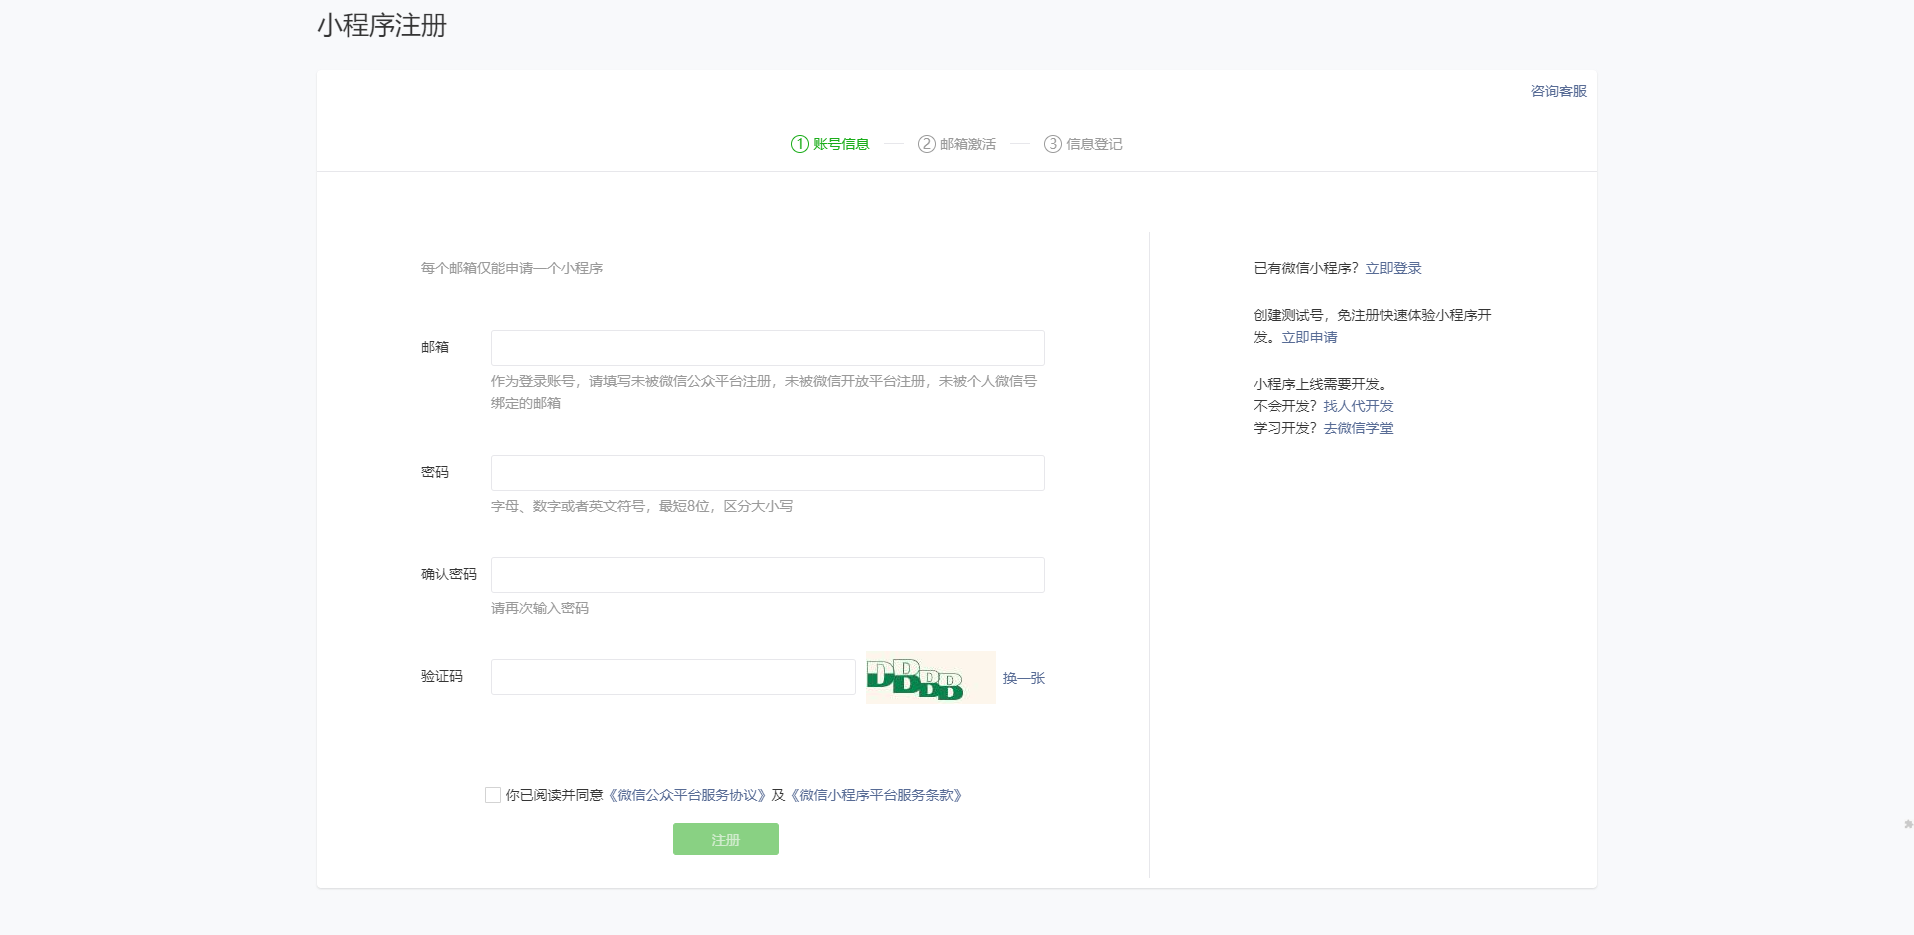 小程序注册
咨询客服
1 账号信息 2 邮箱激活 3 信息登记
每个邮箱仅能申请一个小程序
邮箱
作为登录账号，请填写未被微信公众平台注册，未被微信开放平台注册，未被个人微信号
绑定的邮箱
密码
字母、数字或者英文符号，最短8位，区分大小写
确认密码
请再次输入密码
验证码
换一张
你已阅读并同意《微信公众平台服务协议》及《微信小程序平台服务条款》
注册
已有微信小程序？立即登录
创建测试号，免注册快速体验小程序开
发。立即申请
小程序上线需要开发。
不会开发？找人代开发
学习开发？去微信学堂